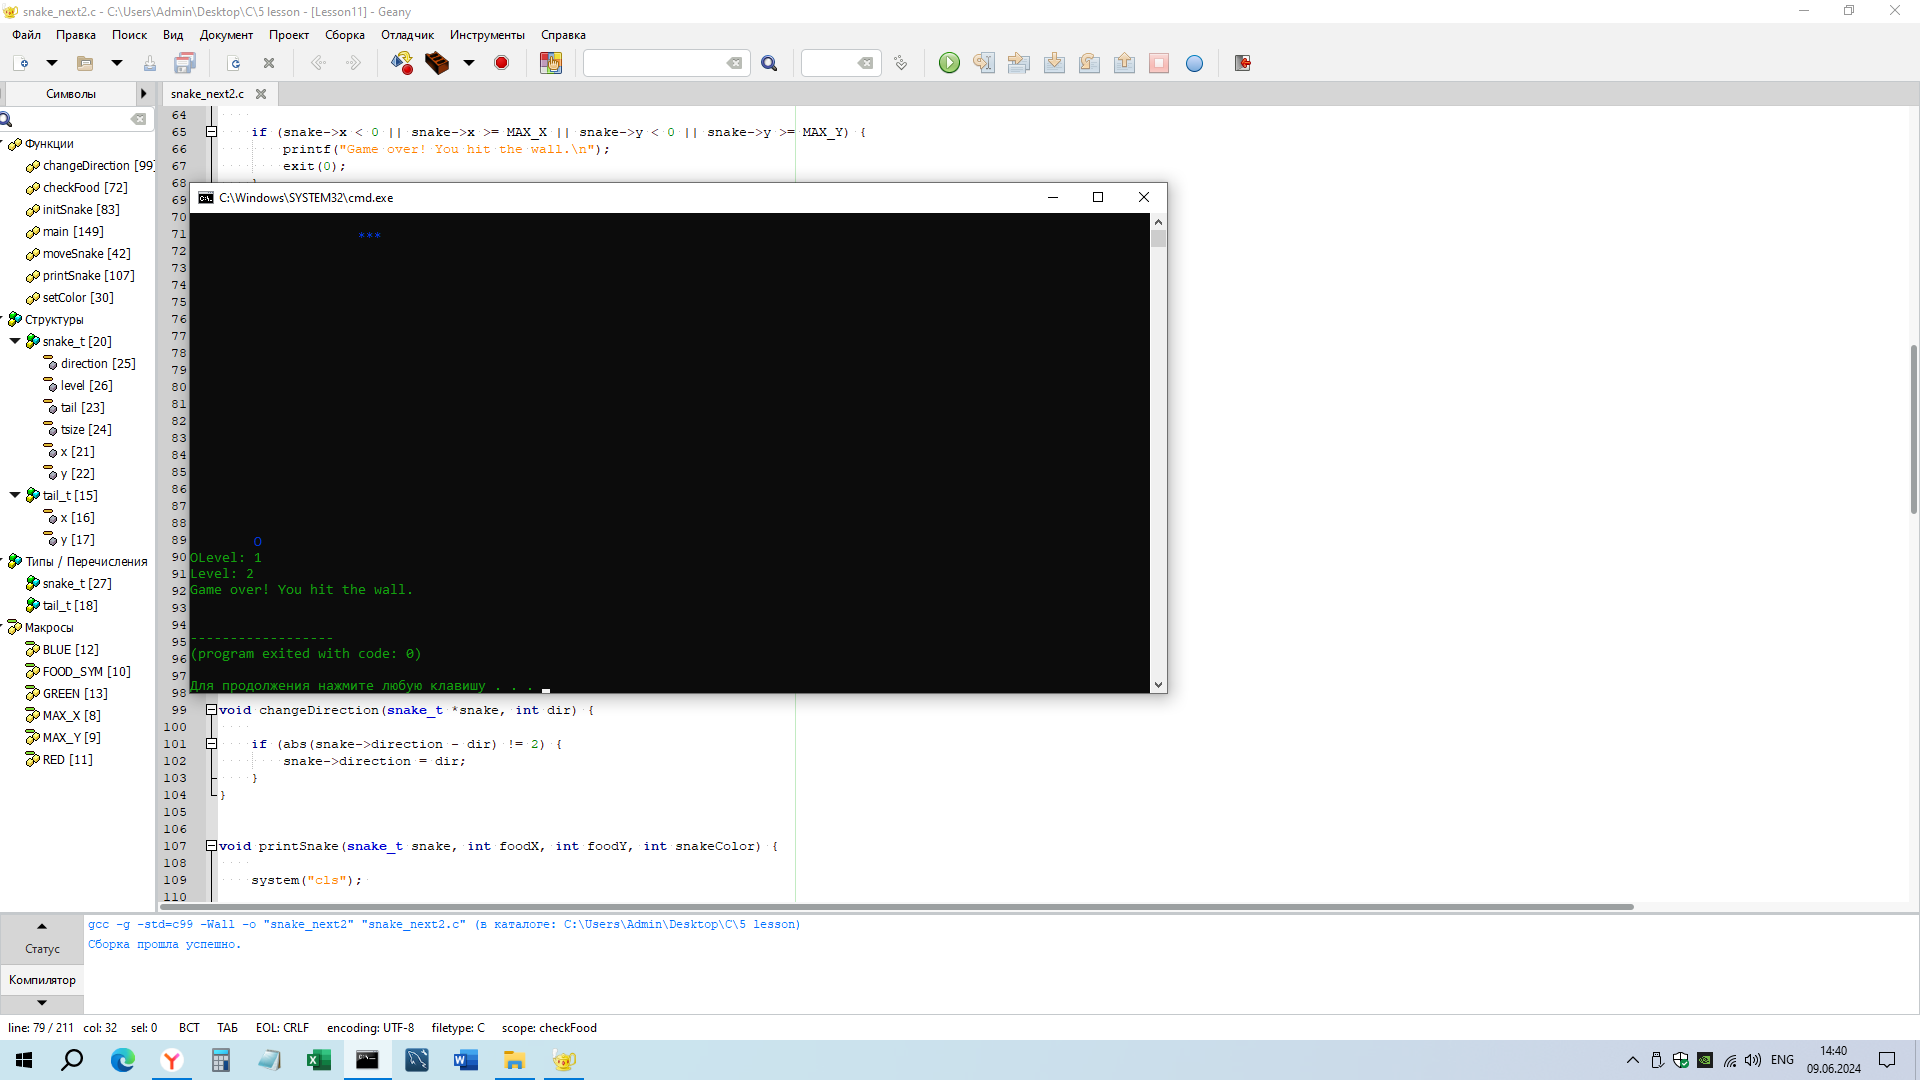 snake_next2.c - C:\Users\Admin\Desktop\C\5 lesson - [Lesson11] - Geany
Файл Правка Поиск Вид Документ Проект Сборка Отладчик Инструменты Справка
Символы
snake_next2.c
Функции
changeDirection [99]
checkFood [72]
initSnake [83]
main [149]
moveSnake [42]
printSnake [107]
setColor [30]
Структуры
snake_t [20]
direction [25]
level [26]
tail [23]
tsize [24]
x [21]
y [22]
tail_t [15]
x [16]
y [17]
Типы / Перечисления
snake_t [27]
tail_t [18]
Макросы
BLUE [12]
FOOD_SYM [10]
GREEN [13]
MAX_X [8]
MAX_Y [9]
RED [11]
64
65 if (snake->x < 0 || snake->x >= MAX_X || snake->y < 0 || snake->y >= MAX_Y) {
66 printf("Game over! You hit the wall.\n");
67 exit(0);
68
69
70
71
72
73
74
75
76
77
78
79
80
81
82
83
84
85
86
87
88
89
90
91
92
93
94
95
96
97
98
C:\Windows\SYSTEM32\cmd.exe
***
O
OLevel: 1
Level: 2
Game over! You hit the wall.
------------------
(program exited with code: 0)
Для продолжения нажмите любую клавишу . . .
99 void changeDirection(snake_t *snake, int dir) {
100
101 if (abs(snake->direction - dir) != 2) {
102 snake->direction = dir;
103 }
104 }
105
106
107 void printSnake(snake_t snake, int foodX, int foodY, int snakeColor) {
108
109 system("cls");
110
Статус
Компилятор
gcc -g -std=c99 -Wall -o "snake_next2" "snake_next2.c" (в каталоге: C:\Users\Admin\Desktop\C\5 lesson)
Сборка прошла успешно.
line: 79 / 211 col: 32 sel: 0 ВСТ ТАБ EOL: CRLF encoding: UTF-8 filetype: C scope: checkFood
ENG
14:40
09.06.2024